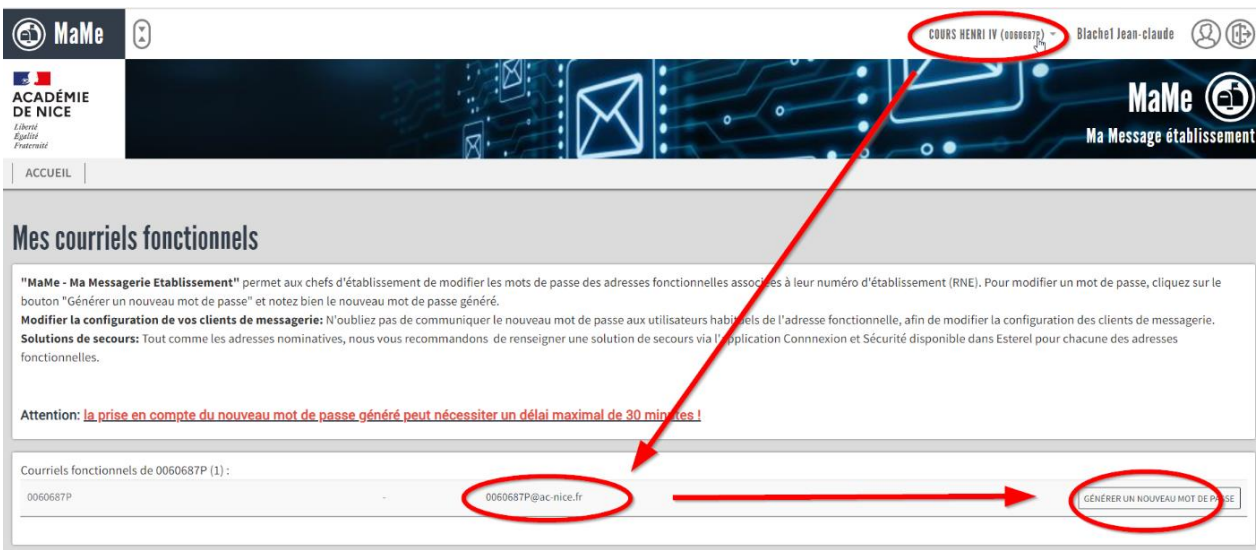 MaMe
COURS HENRI IV (0060687P)
Blachef Jean-claude
ACADÉMIE
DE NICE
Liberté
Égalité
Fraternité
MaMe
Ma Message établissement
ACCUEIL
Mes courriels fonctionnels
"MaMe - Ma Messagerie Etablissement" permet aux chefs d'établissement de modifier les mots de passe des adresses fonctionnelles associées à leur numéro d'établissement (RNE). Pour modifier un mot de passe, cliquez sur le
bouton "Générer un nouveau mot de passe" et notez bien le nouveau mot de passe généré.
Modifier la configuration de vos clients de messagerie: N'oubliez pas de communiquer le nouveau mot de passe aux utilisateurs habituels de l'adresse fonctionnelle, afin de modifier la configuration des clients de messagerie.
Solutions de secours: Tout comme les adresses nominatives, nous vous recommandons de renseigner une solution de secours via l'application Connnexion et Sécurité disponible dans Esterel pour chacune des adresses
fonctionnelles.
Attention: la prise en compte du nouveau mot de passe généré peut nécessiter un délai maximal de 30 minutes !
Courriels fonctionnels de 0060687P (1) :
0060687P - 0060687P@ac-nice.fr GÉNÉRER UN NOUVEAU MOT DE PASSE